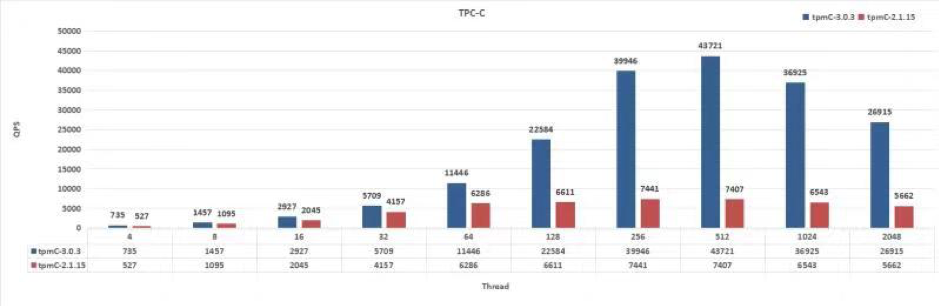 TPC-C
tpmC-3.0.3 tpmC-2.1.15
50000
45000
40000
35000
30000
25000
20000
15000
10000
5000
0
QPS
735 527 1457 1095 2927 2045 5709 4157 11446 6286 22584 6611 39946 7441 43721 7407 36925 6543 26915 5662
4 8 16 32 64 128 256 512 1024 2048
tpmC-3.0.3 735 1457 2927 5709 11446 22584 39946 43721 36925 26915
tpmC-2.1.15 527 1095 2045 4157 6286 6611 7441 7407 6543 5662
Thread